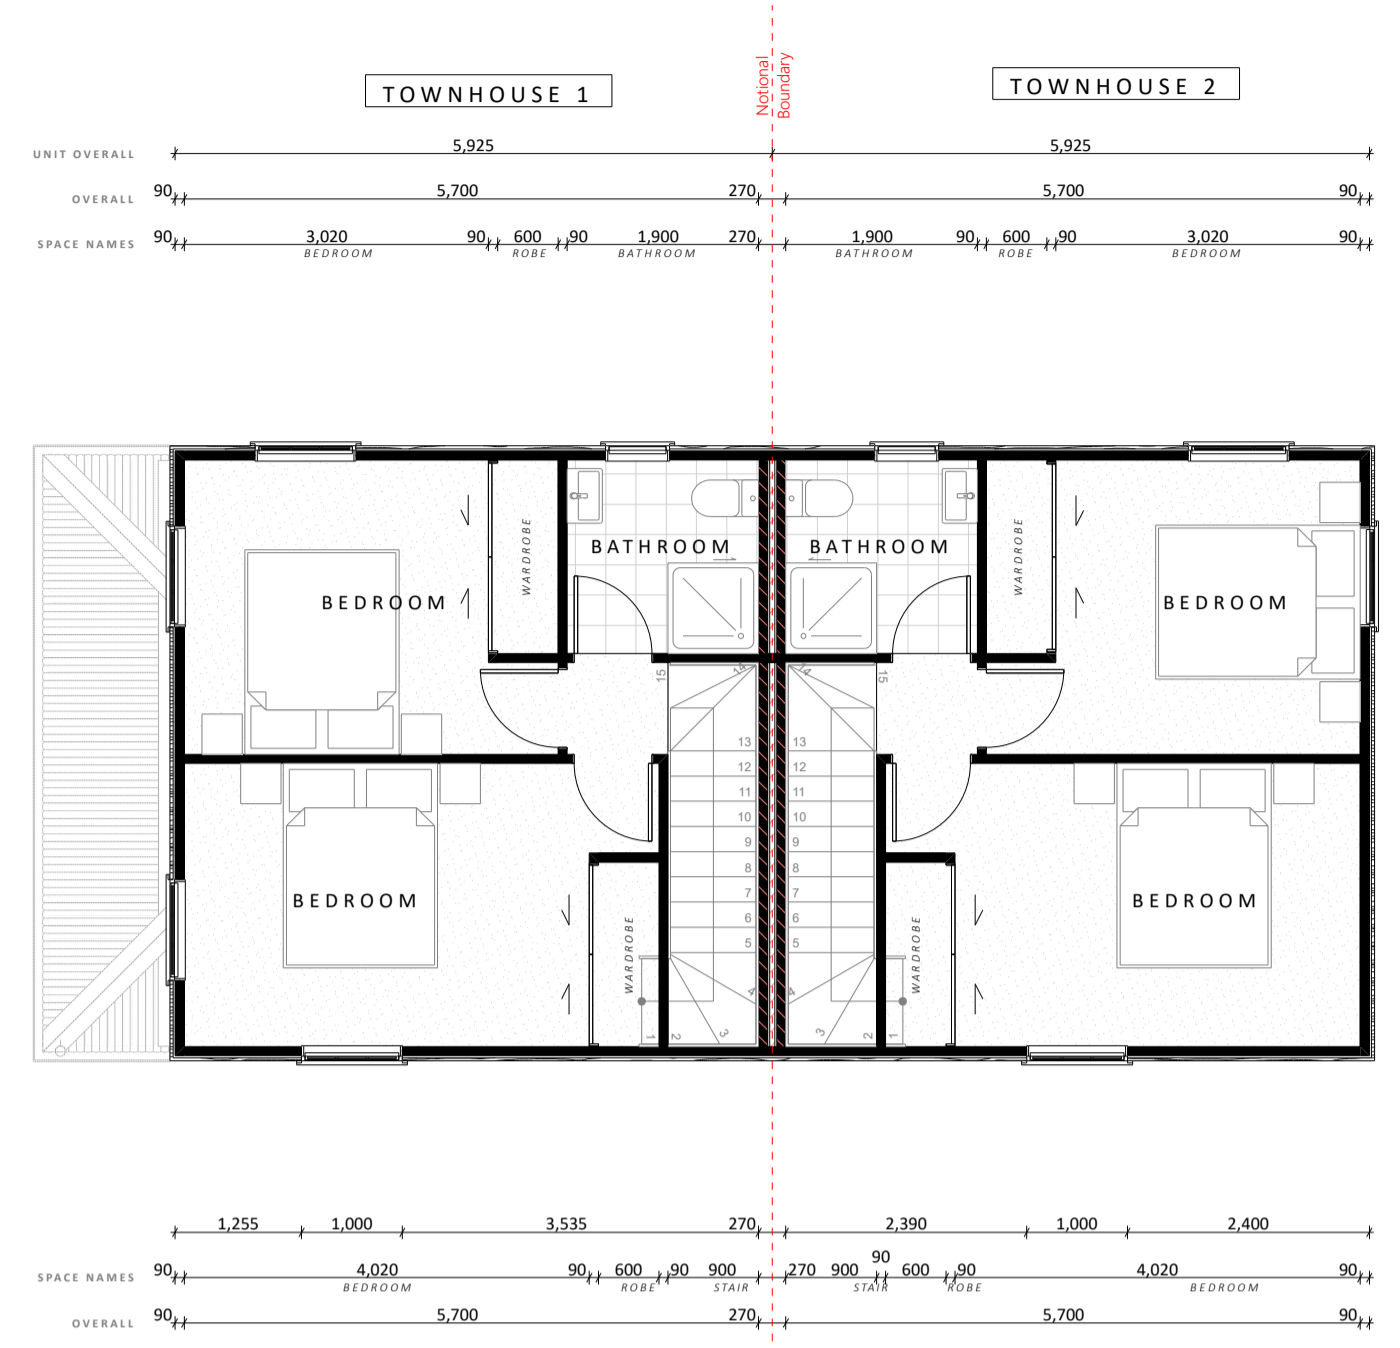 TOWNHOUSE 1
Notional
Boundary
TOWNHOUSE 2
UNIT OVERALL 5,925 5,925
OVERALL 90 5,700 270 5,700 90
SPACE NAMES 90 3,020 90 600 90 1,900 270 1,900 90 600 90 3,020 90
BEDROOM ROBE BATHROOM BATHROOM ROBE BEDROOM
BEDROOM
WARDROBE
BATHROOM
BATHROOM
WARDROBE
BEDROOM
15 14 14 15
13 13
12 12
11 11
10 10
9 9
8 8
7 7
6 6
5 5
4 4
3 3
2 2
1 1
BEDROOM
WARDROBE
WARDROBE
BEDROOM
1,255 1,000 3,535 270 2,390 1,000 2,400
SPACE NAMES 90 4,020 90 600 90 900 270 900 90 600 90 4,020 90
BEDROOM ROBE STAIR STAIR ROBE BEDROOM
OVERALL 90 5,700 270 5,700 90